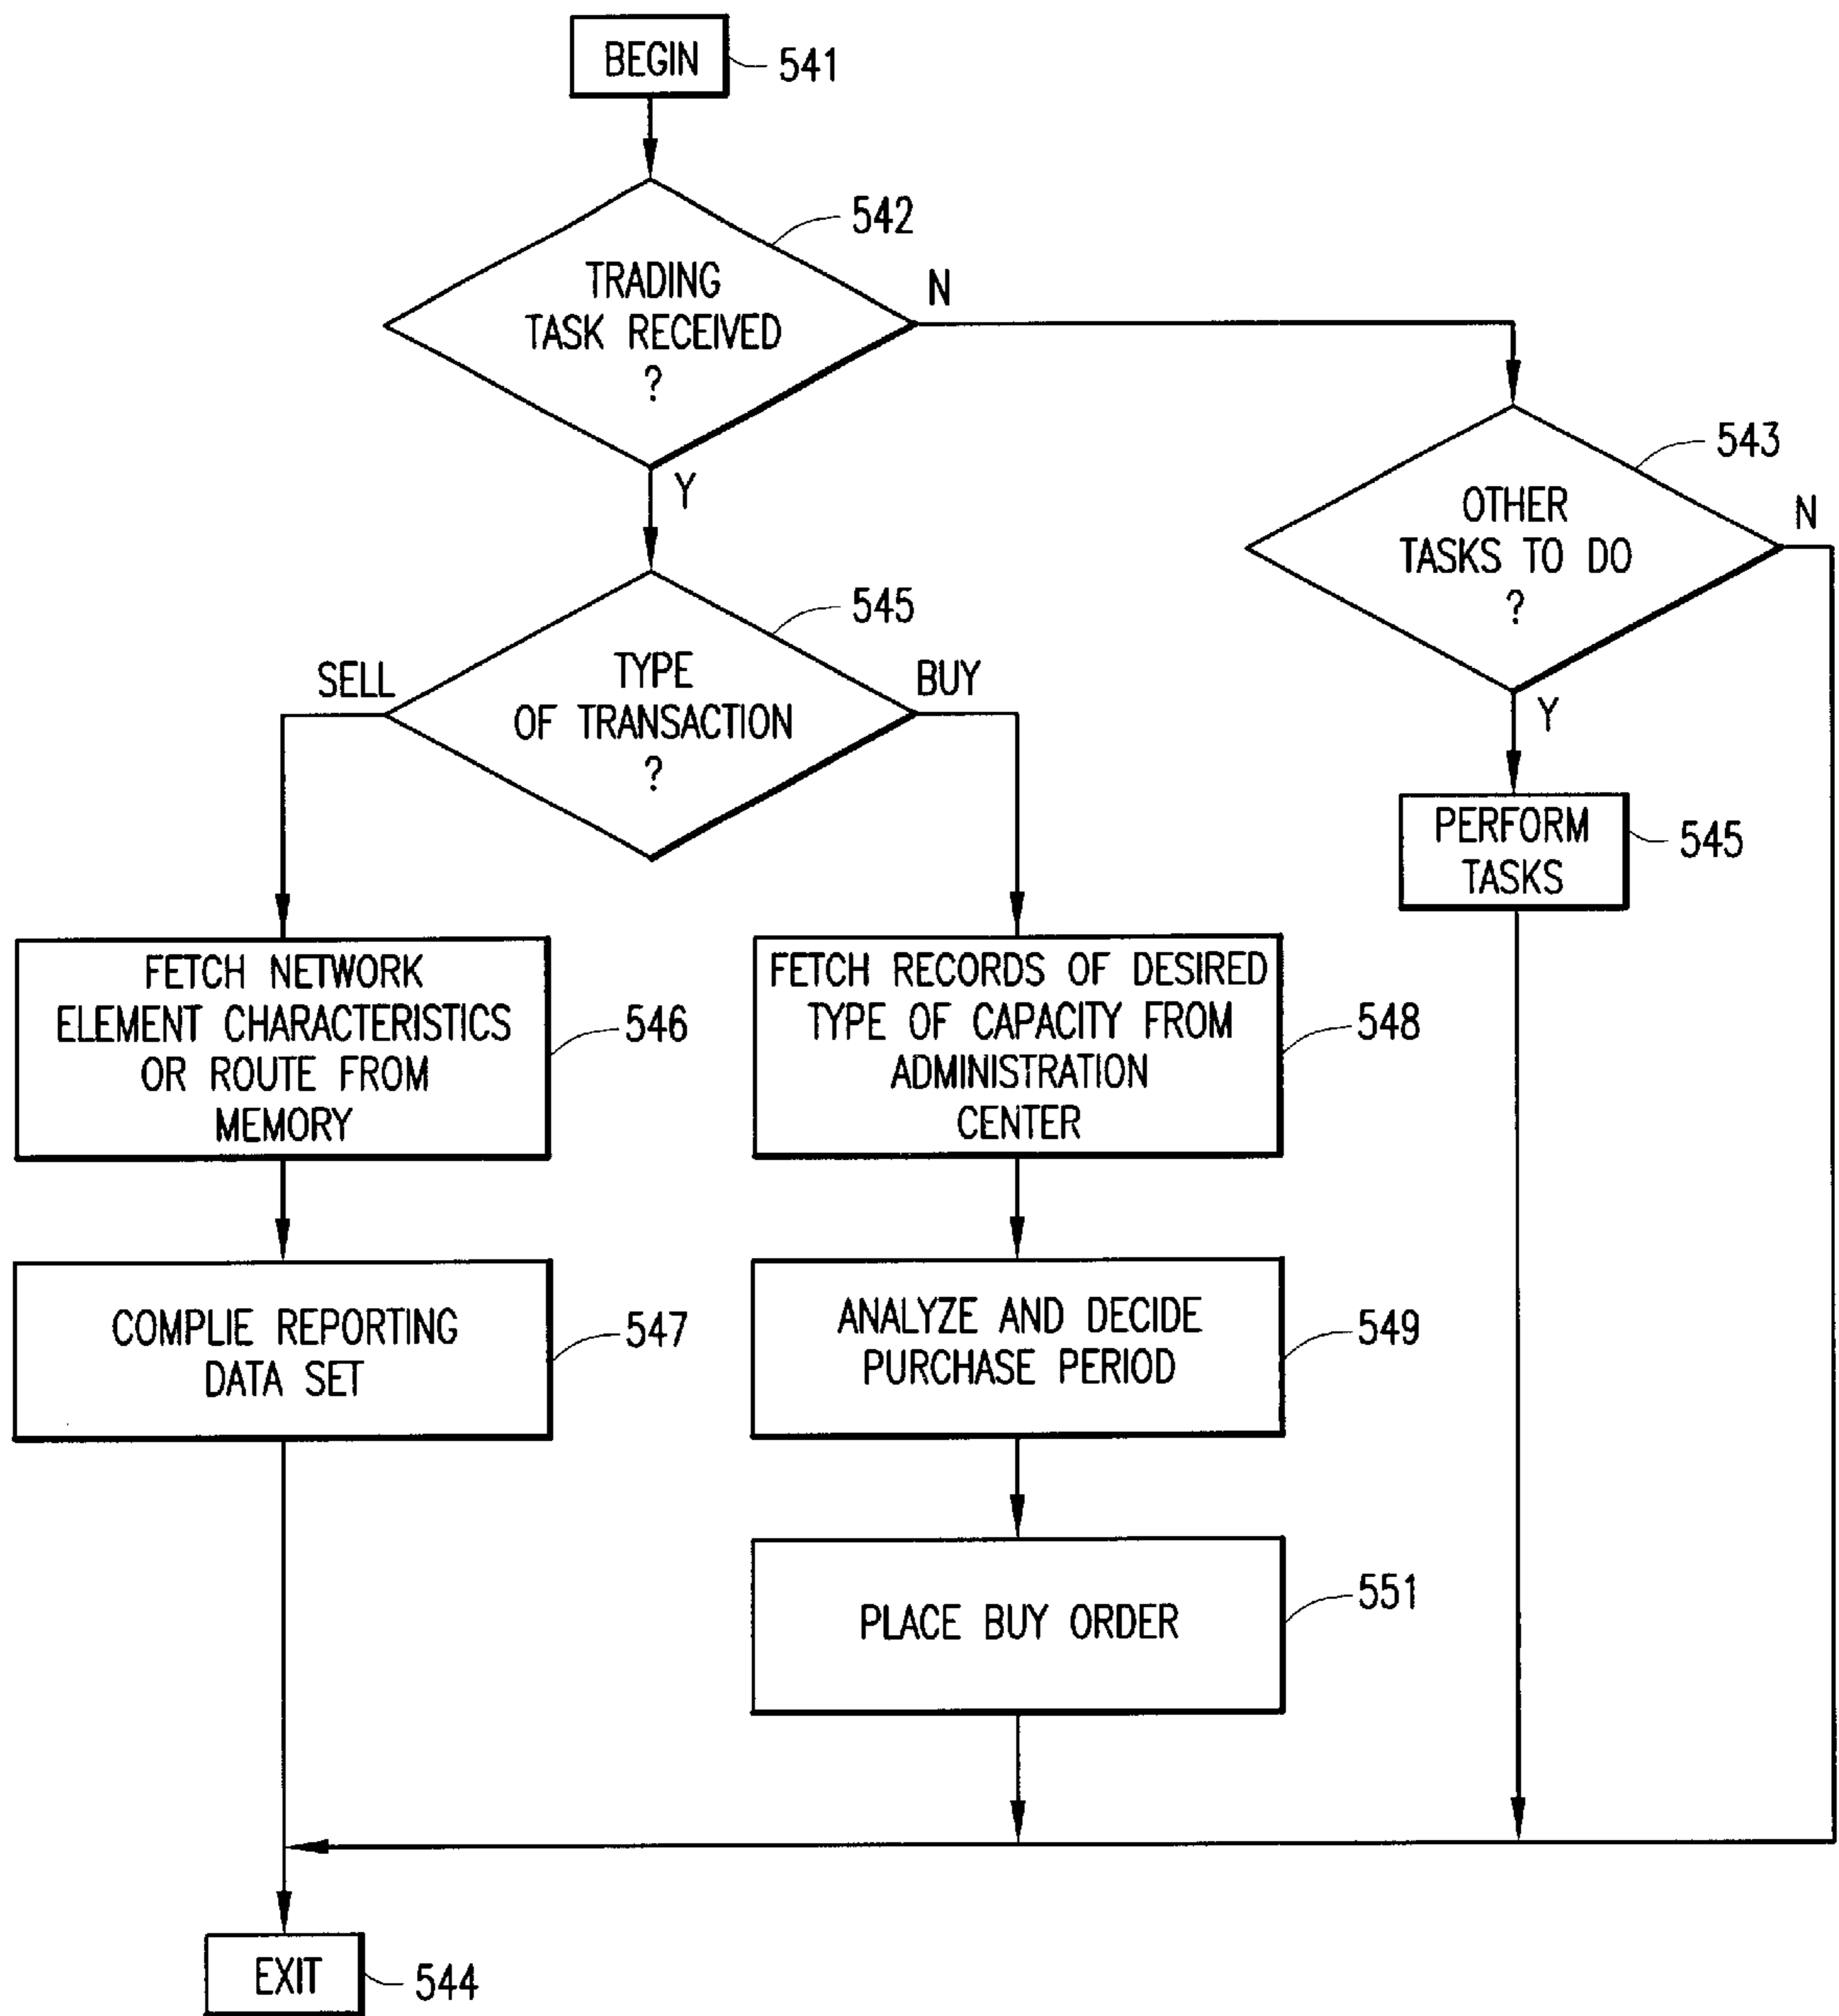 BEGIN
541
542
TRADING
TASK RECEIVED
?
N
Y
543
OTHER
TASKS TO DO
?
N
Y
545
TYPE
OF TRANSACTION
?
SELL
BUY
PERFORM
TASKS
545
FETCH NETWORK
ELEMENT CHARACTERISTICS
OR ROUTE FROM
MEMORY
546
FETCH RECORDS OF DESIRED
TYPE OF CAPACITY FROM
ADMINISTRATION
CENTER
548
COMPLIE REPORTING
DATA SET
547
ANALYZE AND DECIDE
PURCHASE PERIOD
549
PLACE BUY ORDER
551
EXIT
544